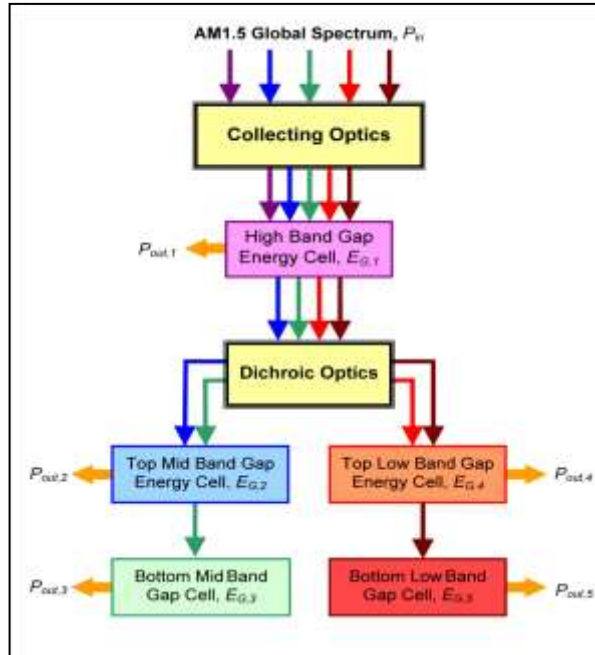 AM1.5 Global Spectrum, P_in
Collecting Optics
High Band Gap
Energy Cell, E_G,1
P_out,1
Dichroic Optics
Top Mid Band Gap
Energy Cell, E_G,2
P_out,2
Top Low Band Gap
Energy Cell, E_G,4
P_out,4
Bottom Mid Band
Gap Cell, E_G,3
P_out,3
Bottom Low Band
Gap Cell, E_G,5
P_out,5